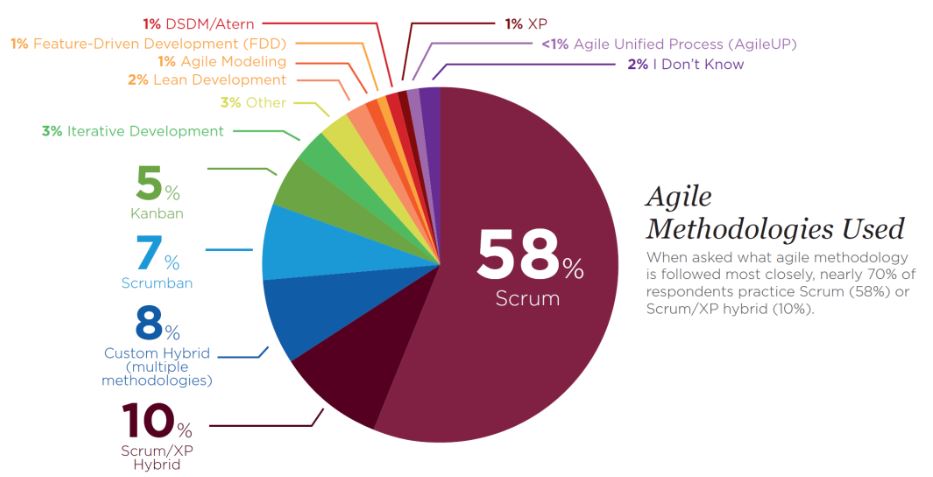 1% DSDM/Atern
1% XP
1% Feature-Driven Development (FDD)
<1% Agile Unified Process (AgileUP)
1% Agile Modeling
2% I Don't Know
2% Lean Development
3% Other
3% Iterative Development
5%
Kanban
7%
Scrumban
8%
Custom Hybrid
(multiple
methodologies)
10%
Scrum/XP
Hybrid
58%
Scrum
Agile
Methodologies Used
When asked what agile methodology
is followed most closely, nearly 70% of
respondents practice Scrum (58%) or
Scrum/XP hybrid (10%).